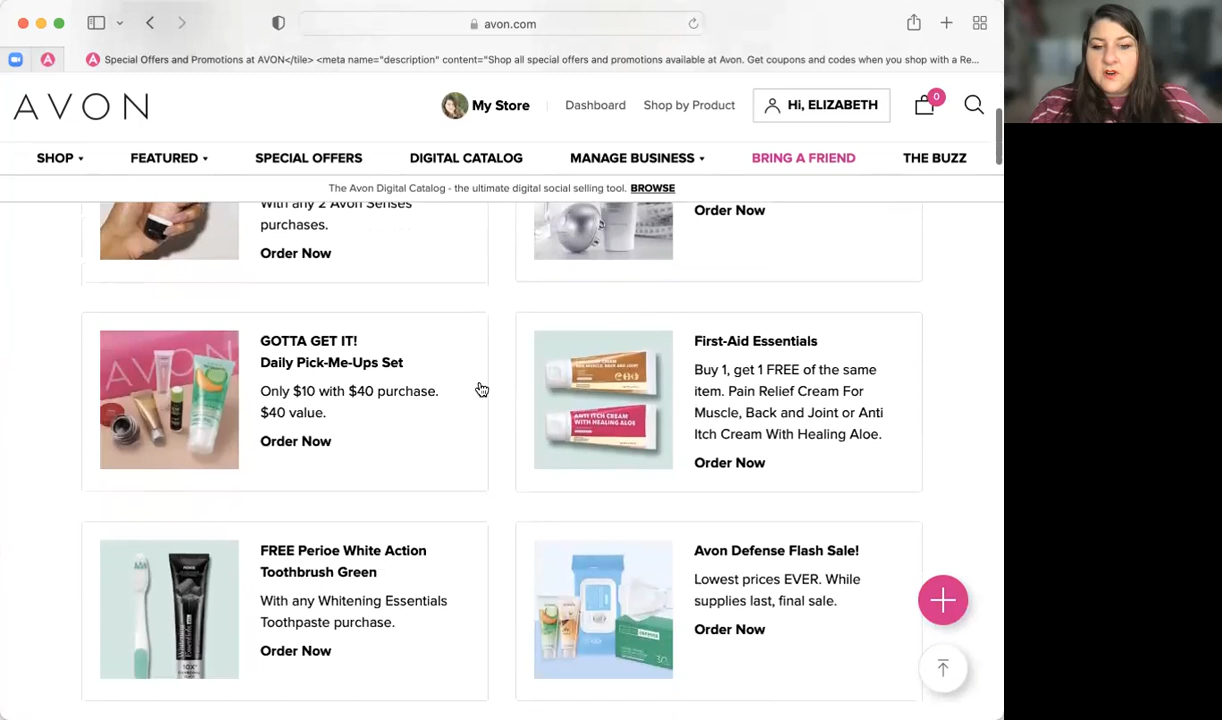 avon.com
Special Offers and Promotions at AVON</tile> <meta name="description" content="Shop all special offers and promotions available at Avon. Get coupons and codes when you shop with a Re...
AVON
My Store
Dashboard
Shop by Product
Hi, ELIZABETH
0
SHOP
FEATURED
SPECIAL OFFERS
DIGITAL CATALOG
MANAGE BUSINESS
BRING A FRIEND
THE BUZZ
The Avon Digital Catalog - the ultimate digital social selling tool. BROWSE
With any 2 Avon Senses
purchases.
Order Now
Order Now
GOTTA GET IT!
Daily Pick-Me-Ups Set
Only $10 with $40 purchase.
$40 value.
Order Now
First-Aid Essentials
Buy 1, get 1 FREE of the same
item. Pain Relief Cream For
Muscle, Back and Joint or Anti
Itch Cream With Healing Aloe.
Order Now
ANTI ITCH CREAM
WITH HEALING ALOE
FREE Perioe White Action
Toothbrush Green
With any Whitening Essentials
Toothpaste purchase.
Order Now
Avon Defense Flash Sale!
Lowest prices EVER. While
supplies last, final sale.
Order Now